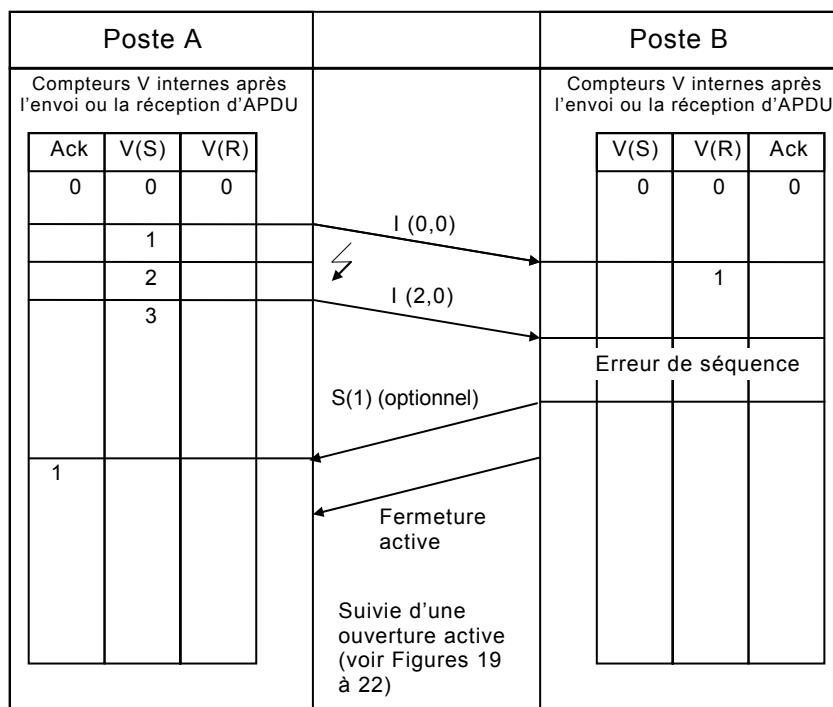 Poste A
Poste B
Compteurs V internes après
l'envoi ou la réception d'APDU
Compteurs V internes après
l'envoi ou la réception d'APDU
Ack V(S) V(R)
V(S) V(R) Ack
0 0 0
0 0 0
I (0,0)
1
2
1
I (2,0)
3
Erreur de séquence
S(1) (optionnel)
1
Fermeture
active
Suivie d'une
ouverture active
(voir Figures 19
à 22)